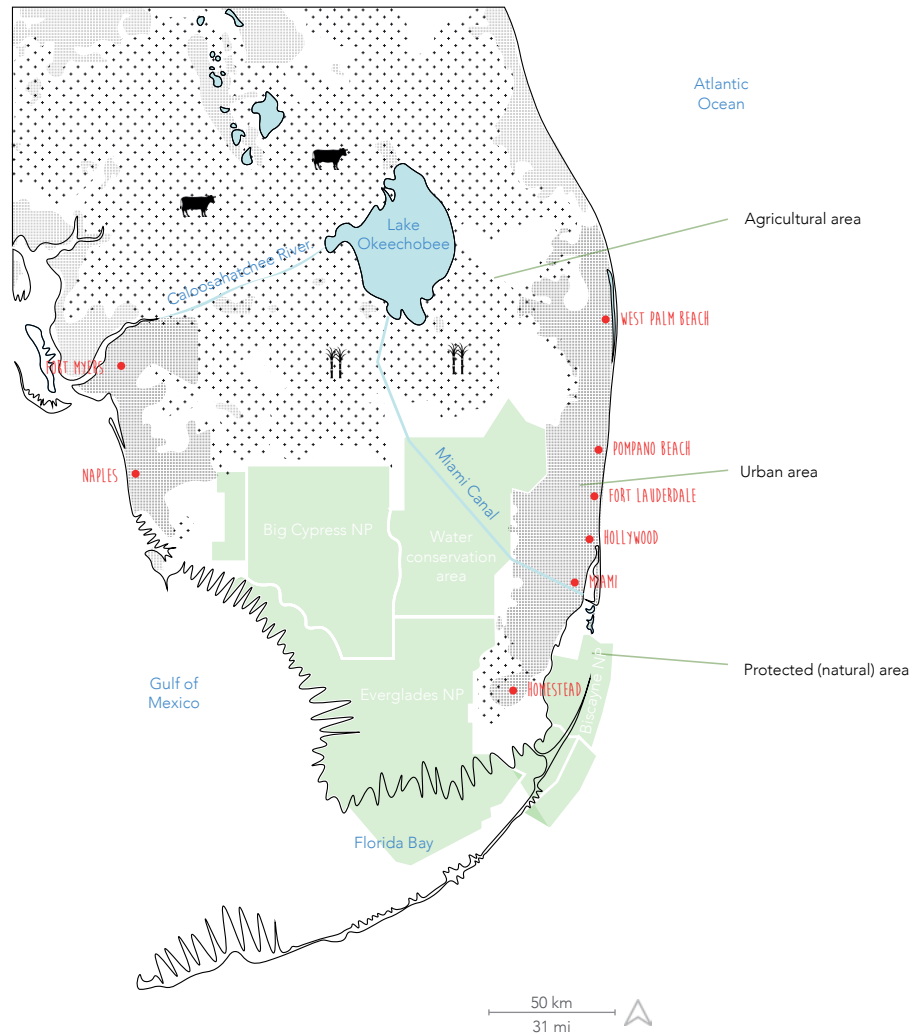 Atlantic
Ocean
Lake
Okeechobee
Agricultural area
Caloosahatchee River
WEST PALM BEACH
FORT MYERS
POMPANO BEACH
NAPLES
Urban area
Miami Canal
FORT LAUDERDALE
Big Cypress NP
Water
conservation
area
HOLLYWOOD
MIAMI
Protected (natural) area
Gulf of
Mexico
Everglades NP
HOMESTEAD
Biscayne NP
Florida Bay
50 km
31 mi